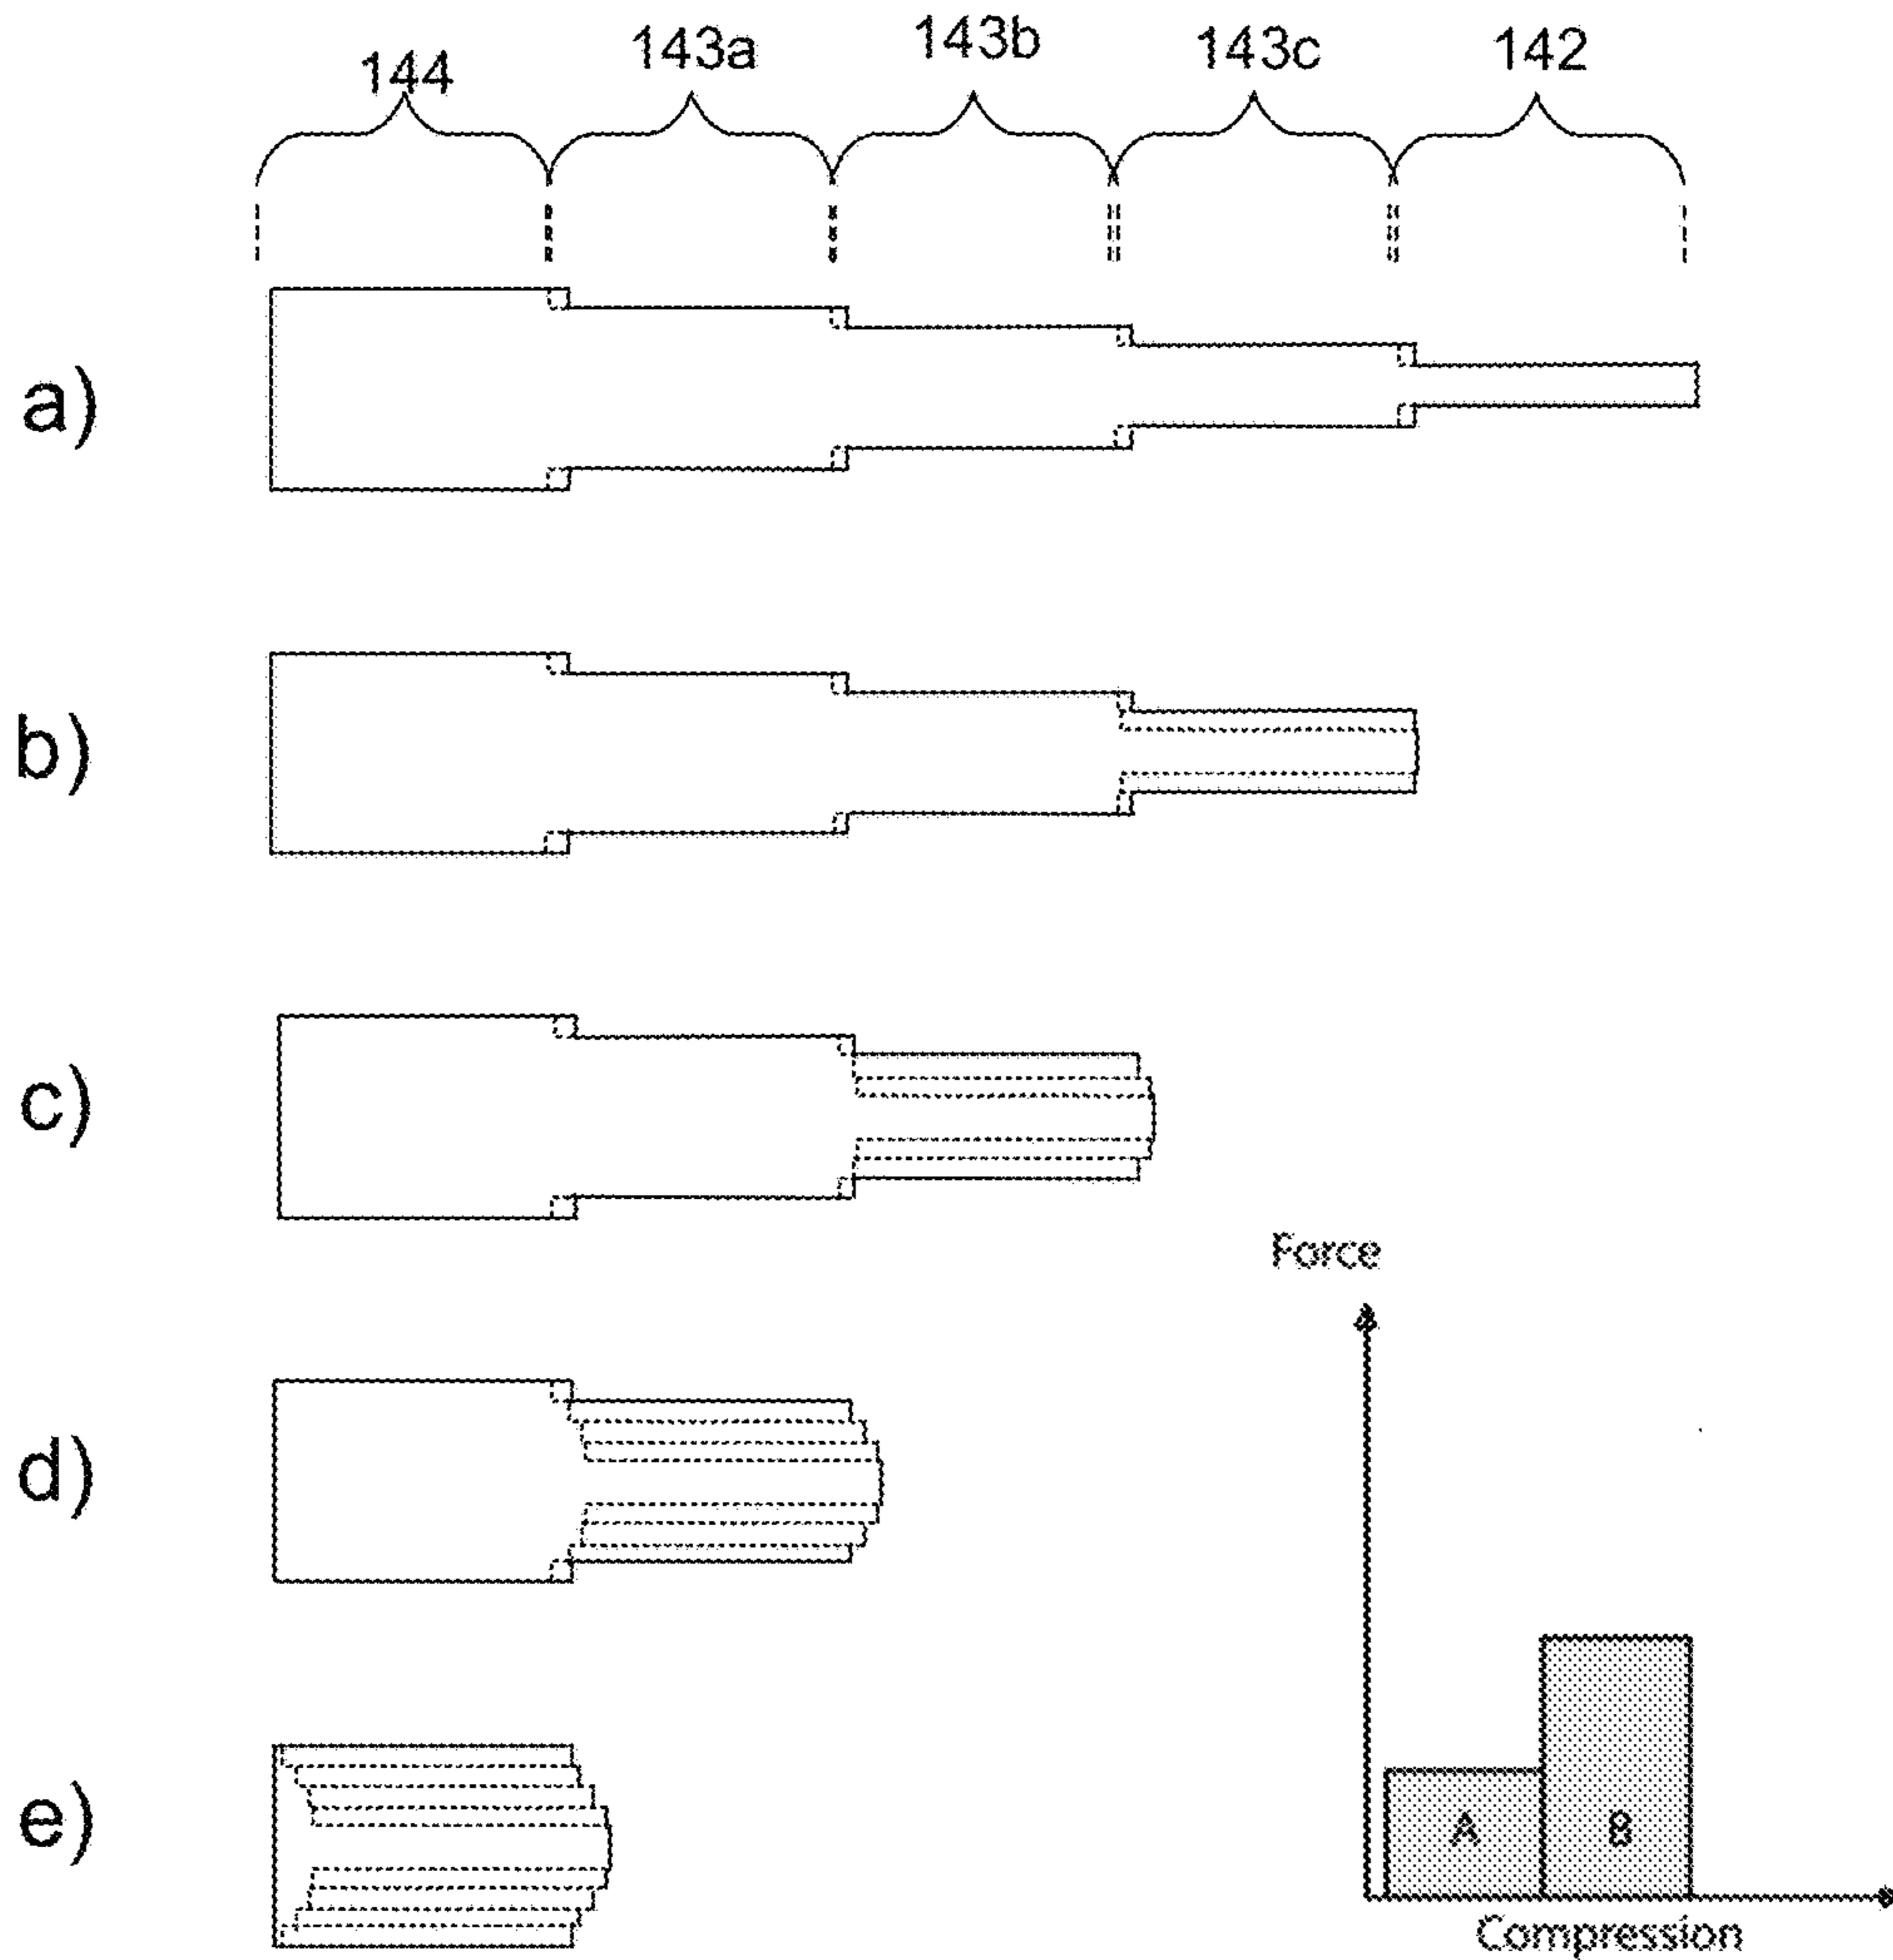 144 143a 143b 143c 142
a)
b)
c)
Force
d)
e)
A B
Compression